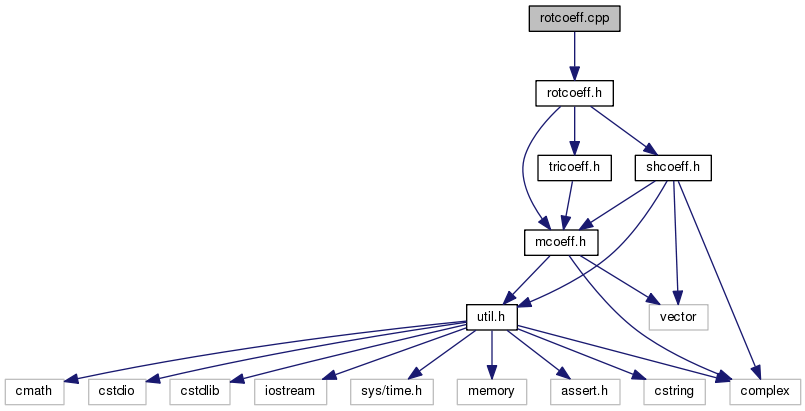 rotcoeff.cpp
rotcoeff.h
tricoeff.h
shcoeff.h
mcoeff.h
util.h
vector
cmath
cstdio
cstdlib
iostream
sys/time.h
memory
assert.h
cstring
complex